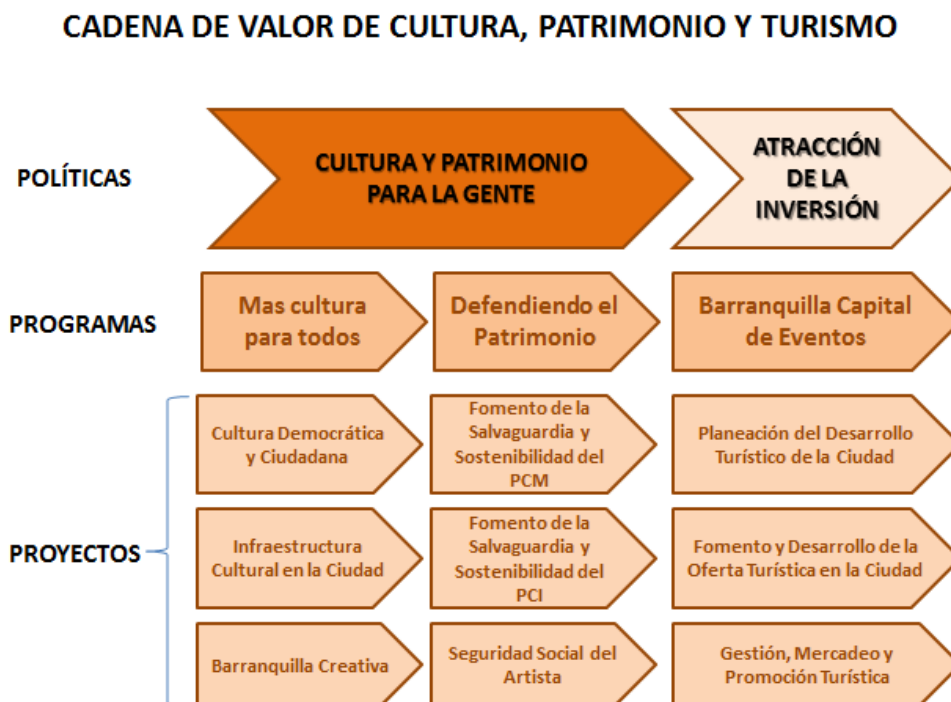 CADENA DE VALOR DE CULTURA, PATRIMONIO Y TURISMO
POLÍTICAS
CULTURA Y PATRIMONIO
PARA LA GENTE
ATRACCIÓN
DE LA
INVERSIÓN
PROGRAMAS
Mas cultura
para todos
Defendiendo el
Patrimonio
Barranquilla Capital
de Eventos
PROYECTOS
Cultura Democrática
y Ciudadana
Fomento de la
Salvaguardia y
Sostenibilidad del
PCM
Planeación del Desarrollo
Turístico de la Ciudad
Infraestructura
Cultural en la Ciudad
Fomento de la
Salvaguardia y
Sostenibilidad del
PCI
Fomento y Desarrollo de la
Oferta Turística en la Ciudad
Barranquilla Creativa
Seguridad Social del
Artista
Gestión, Mercadeo y
Promoción Turística